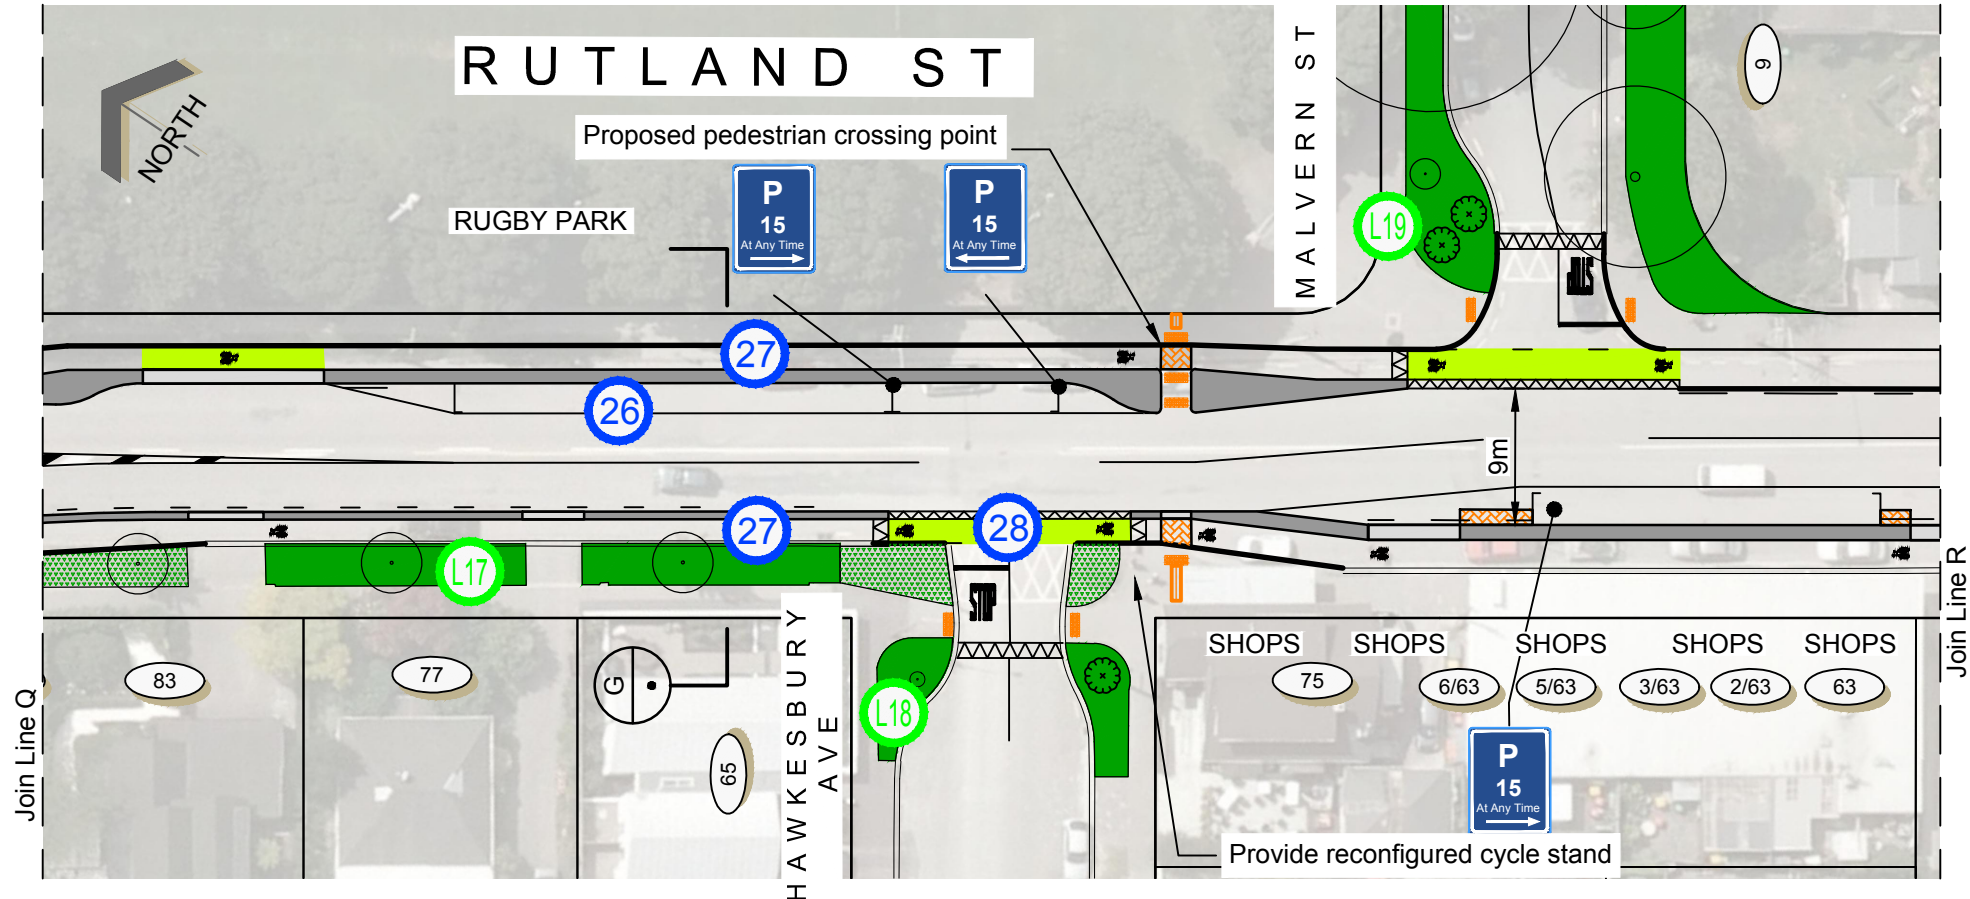 RUTLAND ST
MALVERN ST
9
NORTH
Proposed pedestrian crossing point
P
15
At Any Time
P
15
At Any Time
RUGBY PARK
L19
STOP
27
26
9m
27
28
L17
STOP
HAWKESBURY
AVE
G
L18
83
77
65
SHOPS
SHOPS
SHOPS
SHOPS
SHOPS
75
6/63
5/63
3/63
2/63
63
P
15
At Any Time
Provide reconfigured cycle stand
Join Line Q
Join Line R